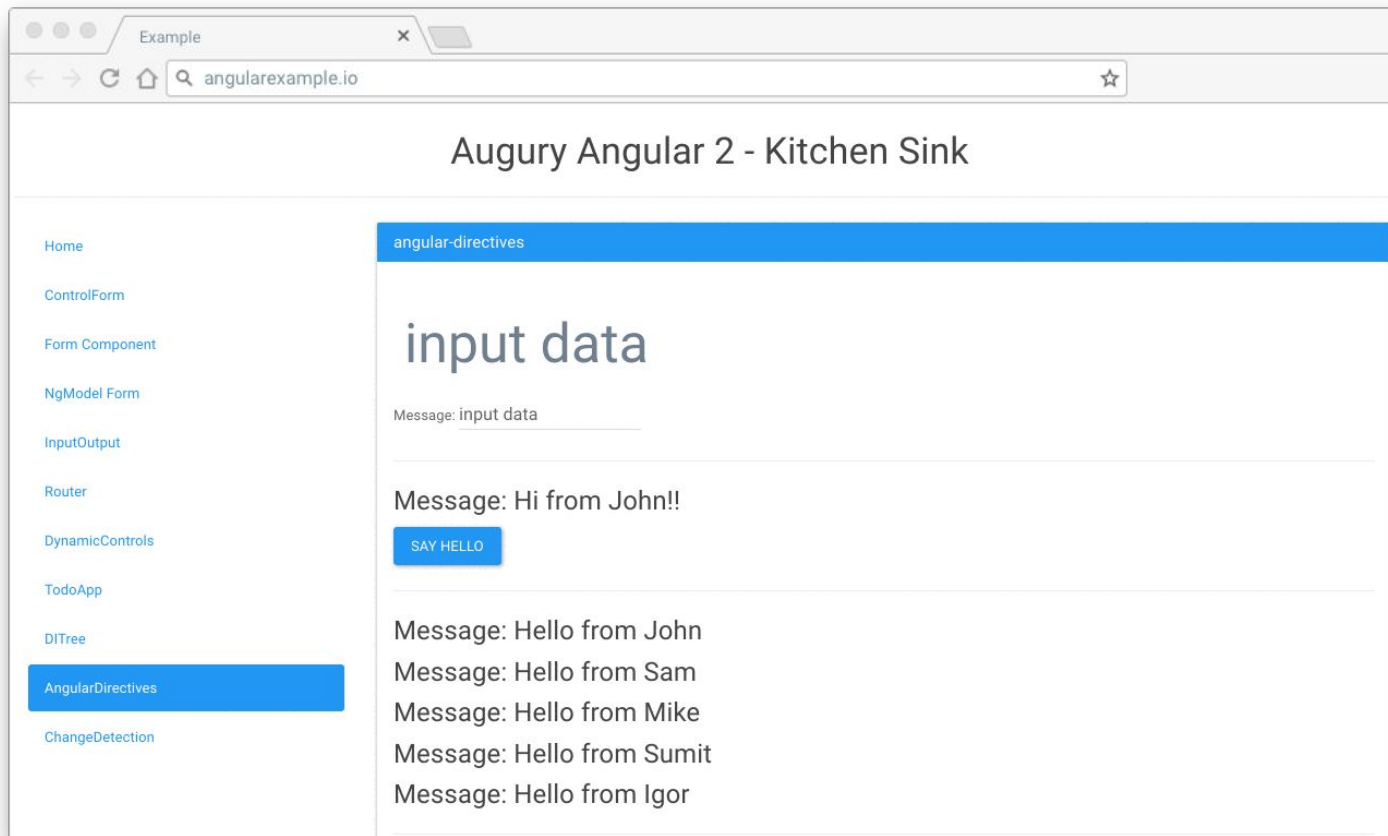 Example
angularexample.io
Augury Angular 2 - Kitchen Sink
Home
ControlForm
Form Component
NgModel Form
InputOutput
Router
DynamicControls
TodoApp
DITree
AngularDirectives
ChangeDetection
angular-directives
input data
Message: input data
Message: Hi from John!!
SAY HELLO
Message: Hello from John
Message: Hello from Sam
Message: Hello from Mike
Message: Hello from Sumit
Message: Hello from Igor